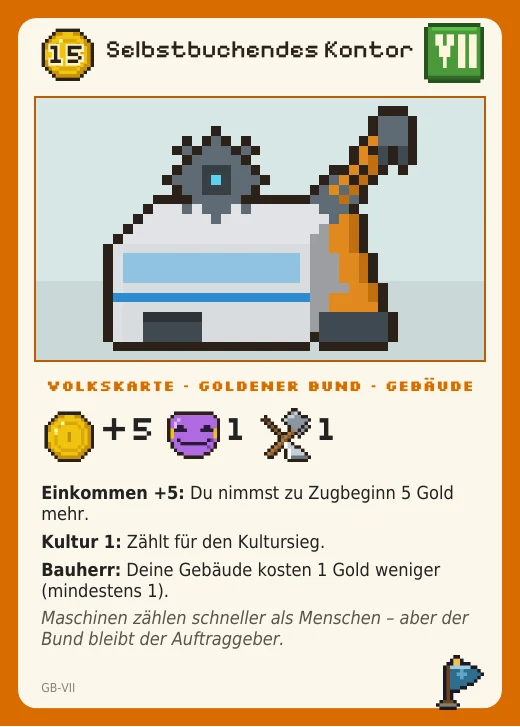 15 Selbstbuchendes Kontor VII
VOLKSKARTE - GOLDENER BUND - GEBÄUDE
+5 1 1
Einkommen +5: Du nimmst zu Zugbeginn 5 Gold
mehr.
Kultur 1: Zählt für den Kultursieg.
Bauherr: Deine Gebäude kosten 1 Gold weniger
(mindestens 1).
Maschinen zählen schneller als Menschen – aber der
Bund bleibt der Auftraggeber.
GB-VII